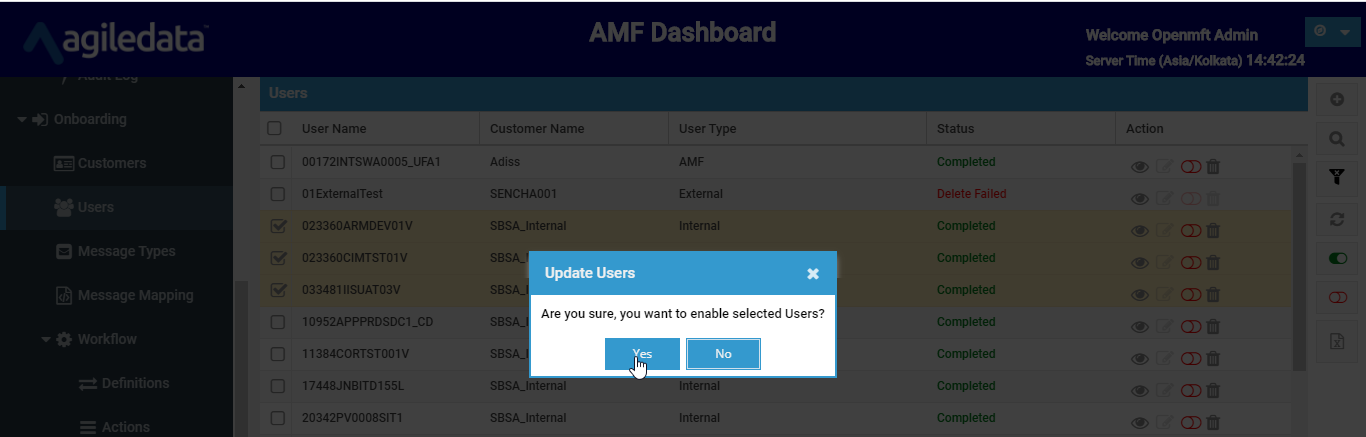 agiledata™
AMF Dashboard
Welcome Openmft Admin
Server Time (Asia/Kolkata) 14:42:24
Audit Log
Onboarding
Customers
Users
Message Types
Message Mapping
Workflow
Definitions
Actions
Users
User Name Customer Name User Type Status Action
00172INTSWA0005_UFA1 Adiss AMF Completed
01ExternalTest SENCHA001 External Delete Failed
023360ARMDEV01V SBSA_Internal Internal Completed
023360CIMTST01V SBSA_ Completed
033481IISUAT03V SBSA_ Completed
10952APPPRDSDC1_CD SBSA_ Completed
11384CORTST001V SBSA_ Completed
17448JNBITD155L SBSA_Internal Internal Completed
20342PV0008SIT1 SBSA_Internal Internal Completed
Update Users
Are you sure, you want to enable selected Users?
Yes No